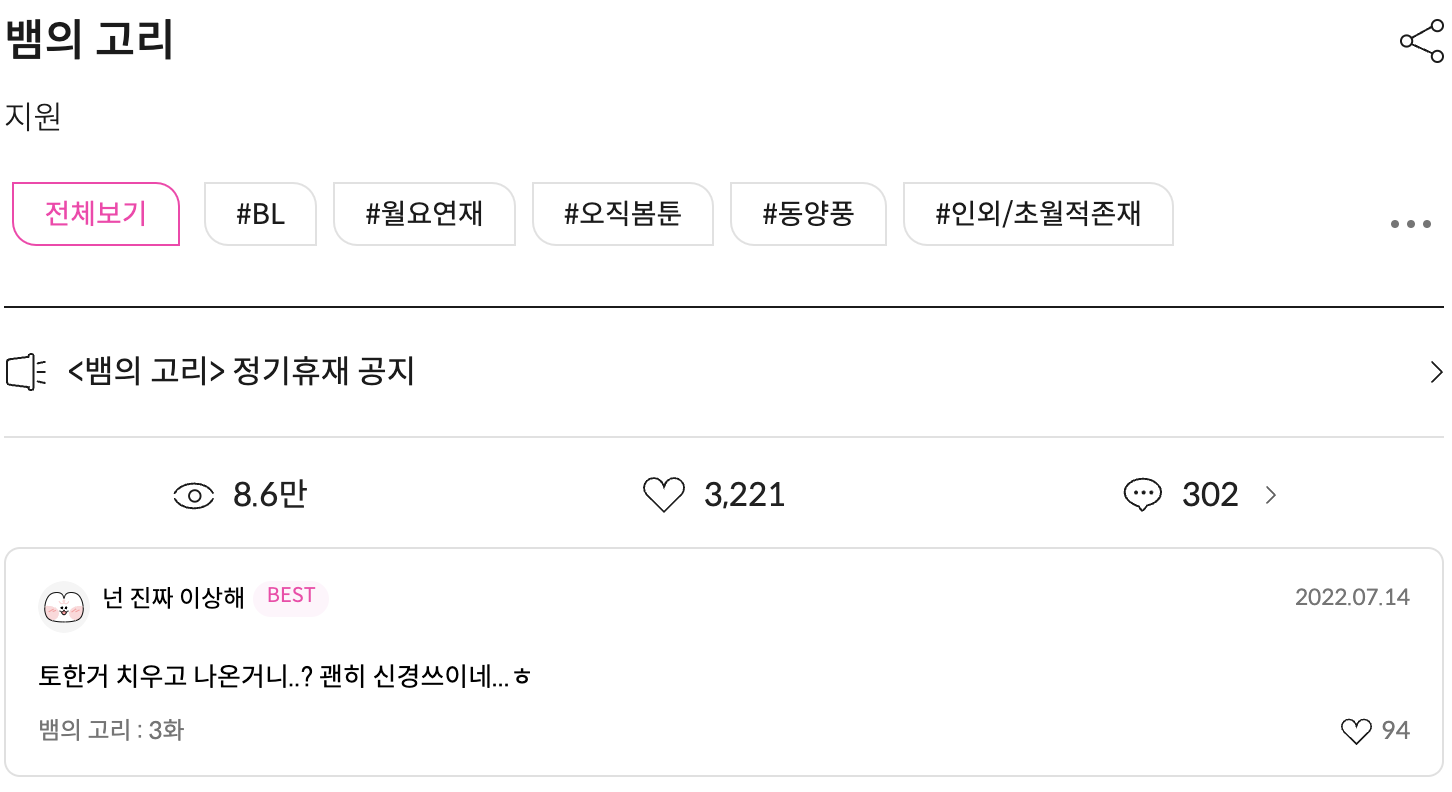 뱀의 고리
지원
전체보기 #BL #월요연재 #오직봄툰 #동양풍 #인외/초월적존재
<뱀의 고리> 정기휴재 공지
8.6만 3,221 302
넌 진짜 이상해 BEST 2022.07.14
토한거 치우고 나온거니..? 괜히 신경쓰이네...ㅎ
뱀의 고리 : 3화 94